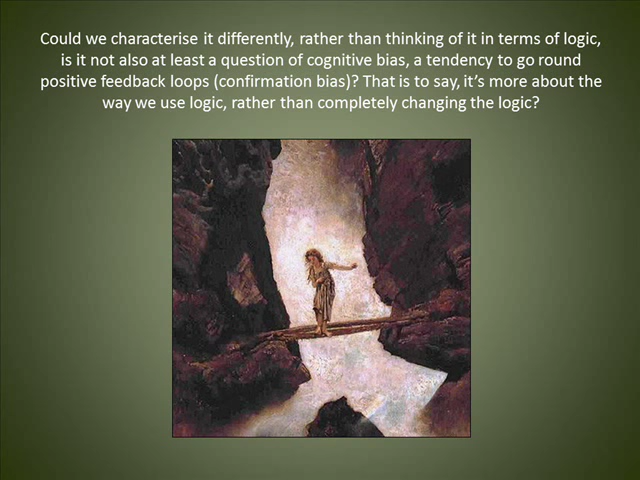 Could we characterise it differently, rather than thinking of it in terms of logic,
is it not also at least a question of cognitive bias, a tendency to go round
positive feedback loops (confirmation bias)? That is to say, it’s more about the
way we use logic, rather than completely changing the logic?